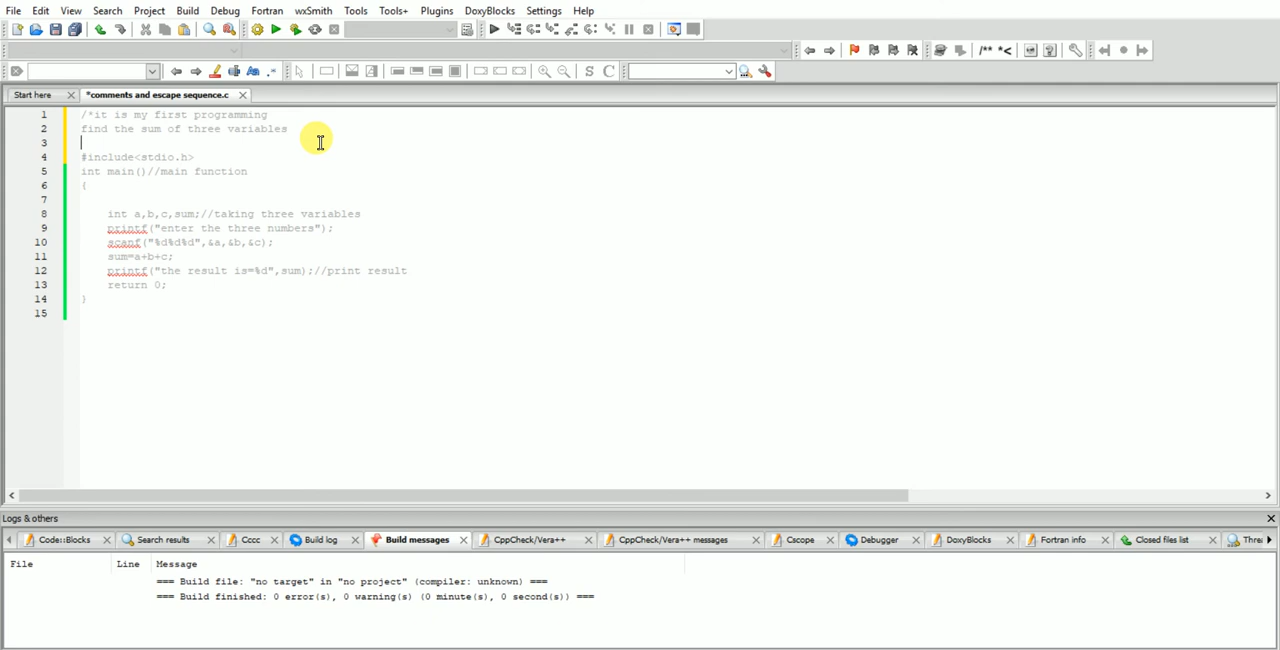 File Edit View Search Project Build Debug Fortran wxSmith Tools Tools+ Plugins DoxyBlocks Settings Help
/** *<
S C
Start here *comments and escape sequence.c
1 /*it is my first programming
2 find the sum of three variables
3
4 #include<stdio.h>
5 int main()//main function
6 {
7
8 int a,b,c,sum;//taking three variables
9 printf("enter the three numbers");
10 scanf("%d%d%d",&a,&b,&c);
11 sum=a+b+c;
12 printf("the result is=%d",sum);//print result
13 return 0;
14 }
15
Logs & others
Code::Blocks Search results Cccc Build log Build messages CppCheck/Vera++ CppCheck/Vera++ messages Cscope Debugger DoxyBlocks Fortran info Closed files list Threa
File Line Message
=== Build file: "no target" in "no project" (compiler: unknown) ===
=== Build finished: 0 error(s), 0 warning(s) (0 minute(s), 0 second(s)) ===